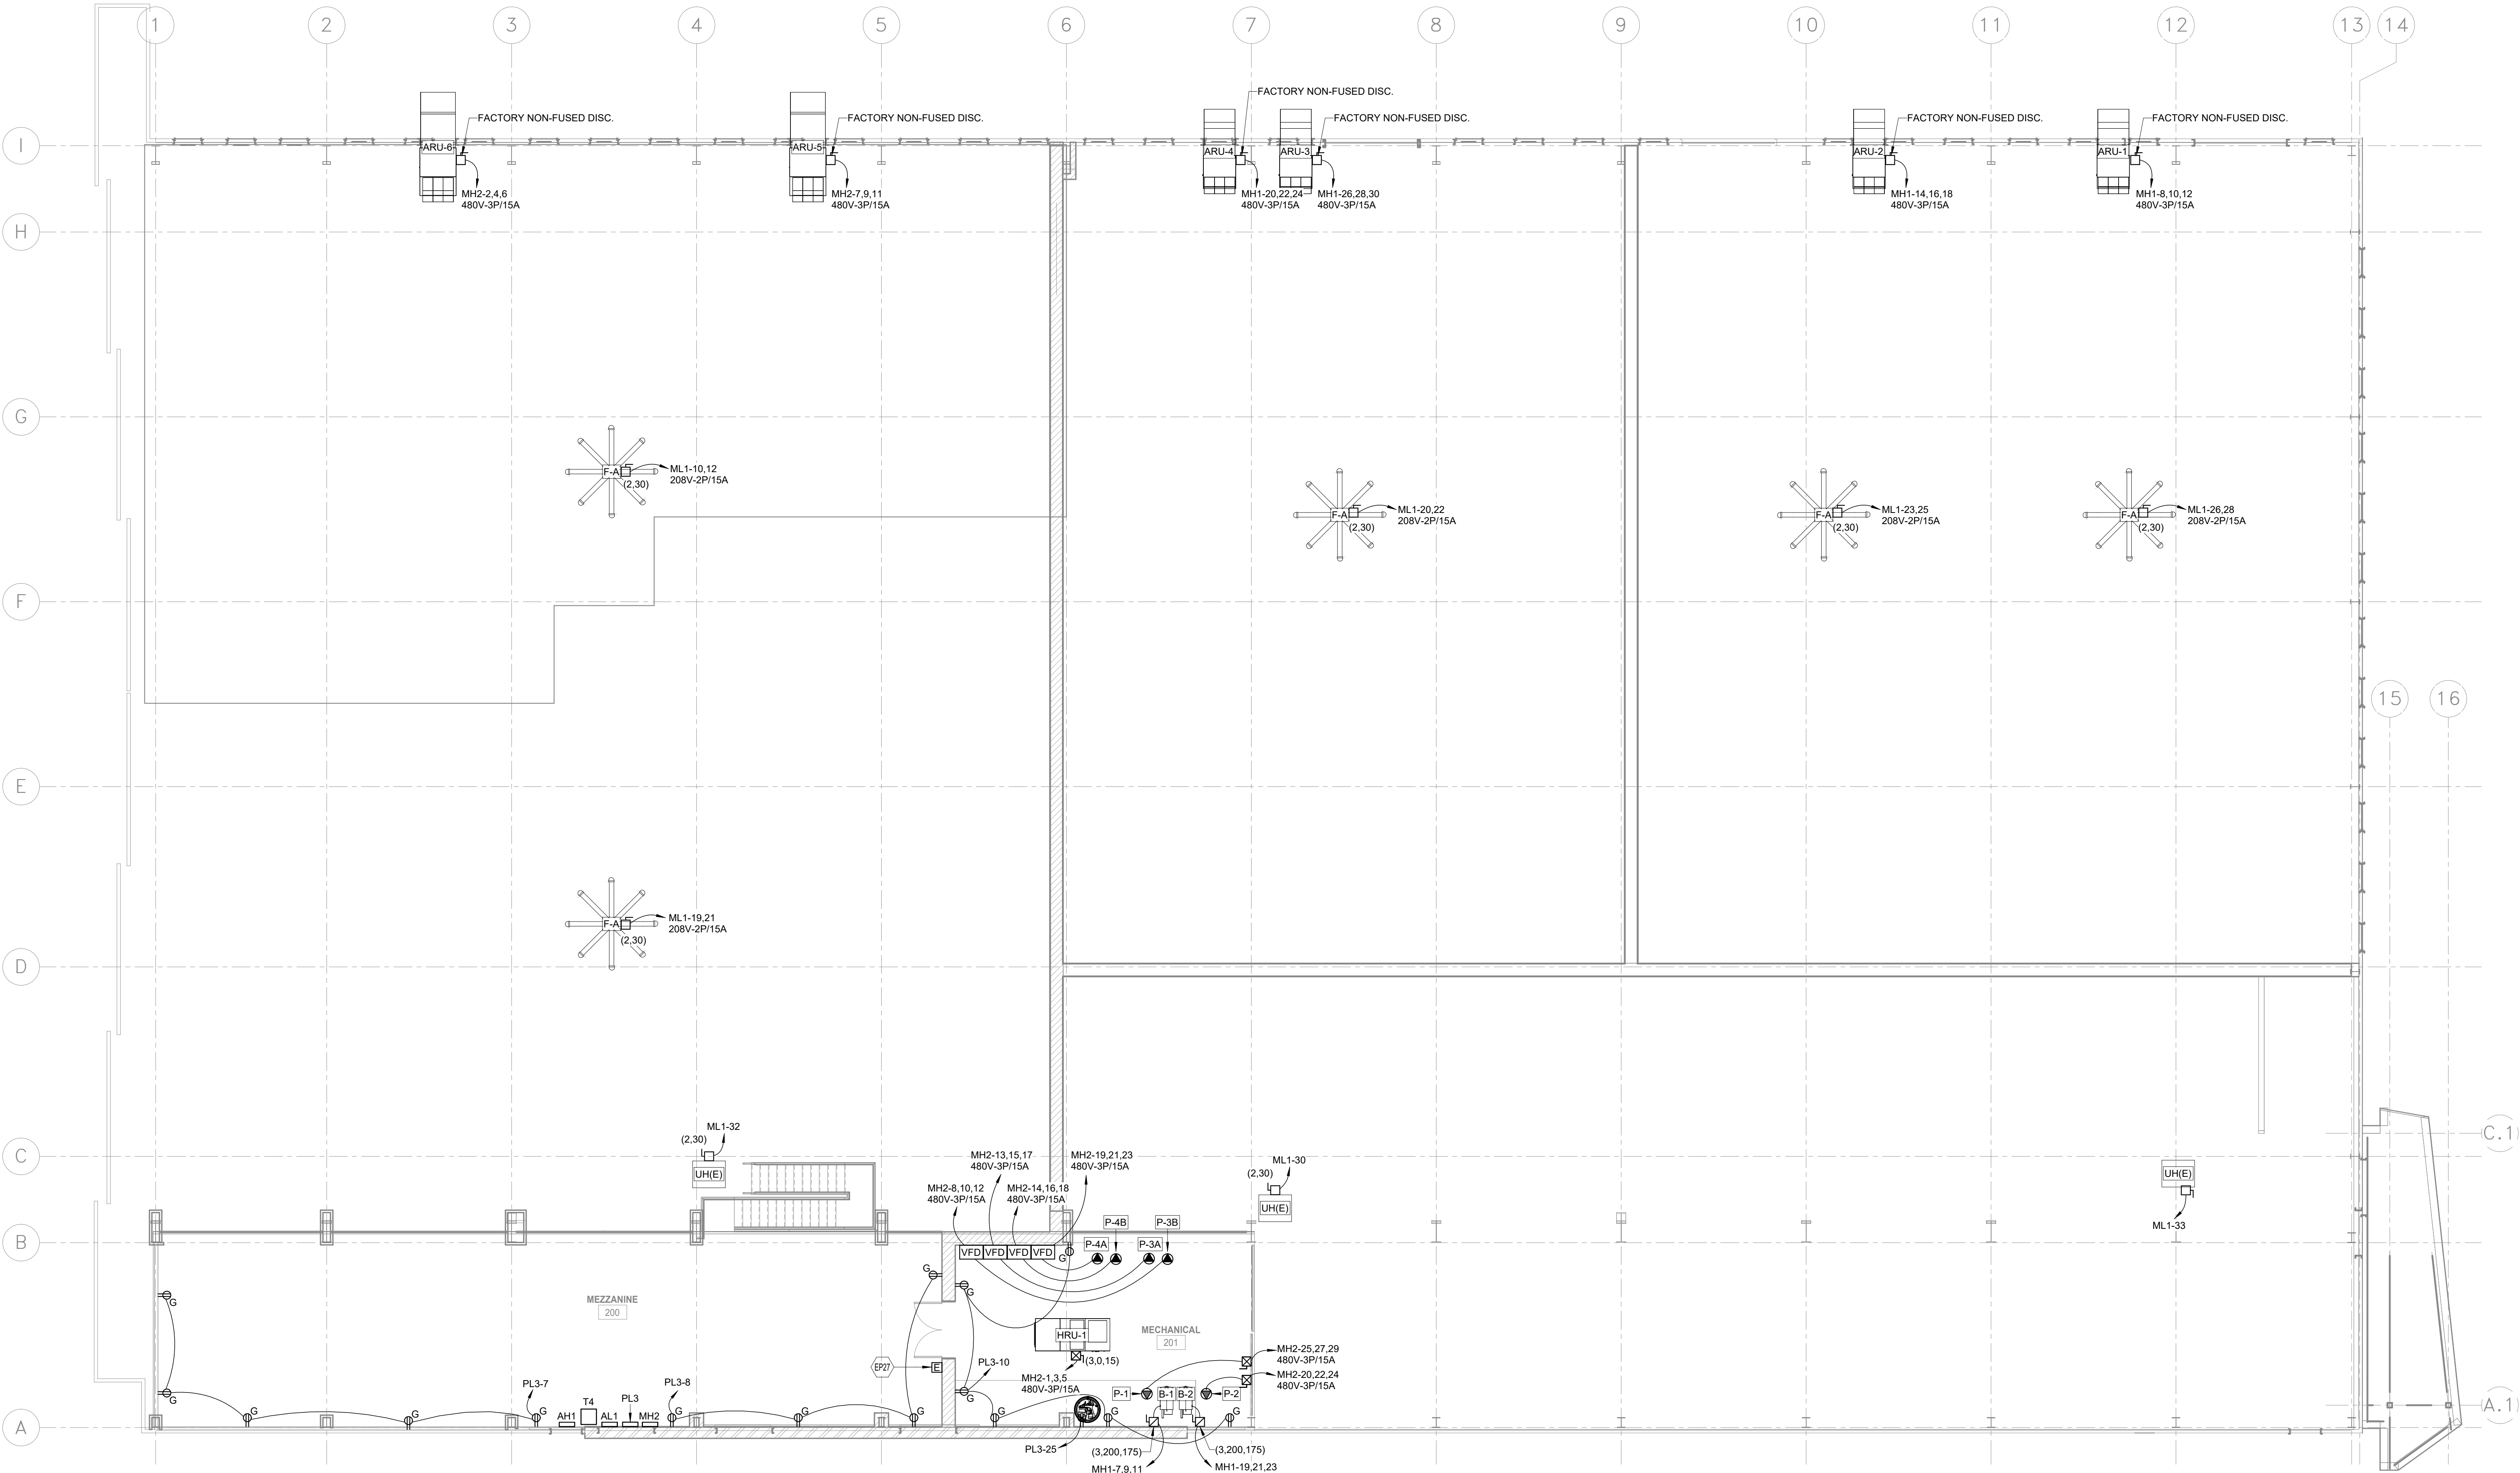 1
2
3
4
5
6
7
8
9
10
11
12
13
14
I
H
G
F
E
D
C
B
A
15
16
C.1
A.1
FACTORY NON-FUSED DISC.
ARU-6
MH2-2,4,6
480V-3P/15A
FACTORY NON-FUSED DISC.
ARU-5
MH2-7,9,11
480V-3P/15A
FACTORY NON-FUSED DISC.
ARU-4
MH1-20,22,24
480V-3P/15A
FACTORY NON-FUSED DISC.
ARU-3
MH1-26,28,30
480V-3P/15A
FACTORY NON-FUSED DISC.
ARU-2
MH1-14,16,18
480V-3P/15A
FACTORY NON-FUSED DISC.
ARU-1
MH1-8,10,12
480V-3P/15A
F-A
(2,30)
ML1-10,12
208V-2P/15A
F-A
(2,30)
ML1-20,22
208V-2P/15A
F-A
(2,30)
ML1-23,25
208V-2P/15A
F-A
(2,30)
ML1-26,28
208V-2P/15A
F-A
(2,30)
ML1-19,21
208V-2P/15A
ML1-32
(2,30)
UH(E)
MH2-13,15,17
480V-3P/15A
MH2-19,21,23
480V-3P/15A
MH2-8,10,12
480V-3P/15A
MH2-14,16,18
480V-3P/15A
ML1-30
(2,30)
UH(E)
UH(E)
ML1-33
P-4B
P-3B
P-4A
P-3A
VFD
VFD
VFD
VFD
G
G
G
G
MEZZANINE
200
MECHANICAL
201
HRU-1
(3,0,15)
MH2-1,3,5
480V-3P/15A
EP27
E
PL3-10
MH2-25,27,29
480V-3P/15A
MH2-20,22,24
480V-3P/15A
P-1
B-1
B-2
P-2
G
G
PL3-7
T4
PL3
PL3-8
G
G
G
AH1
AL1
MH2
G
G
G
G
G
G
PL3-25
(3,200,175)
(3,200,175)
MH1-7,9,11
MH1-19,21,23